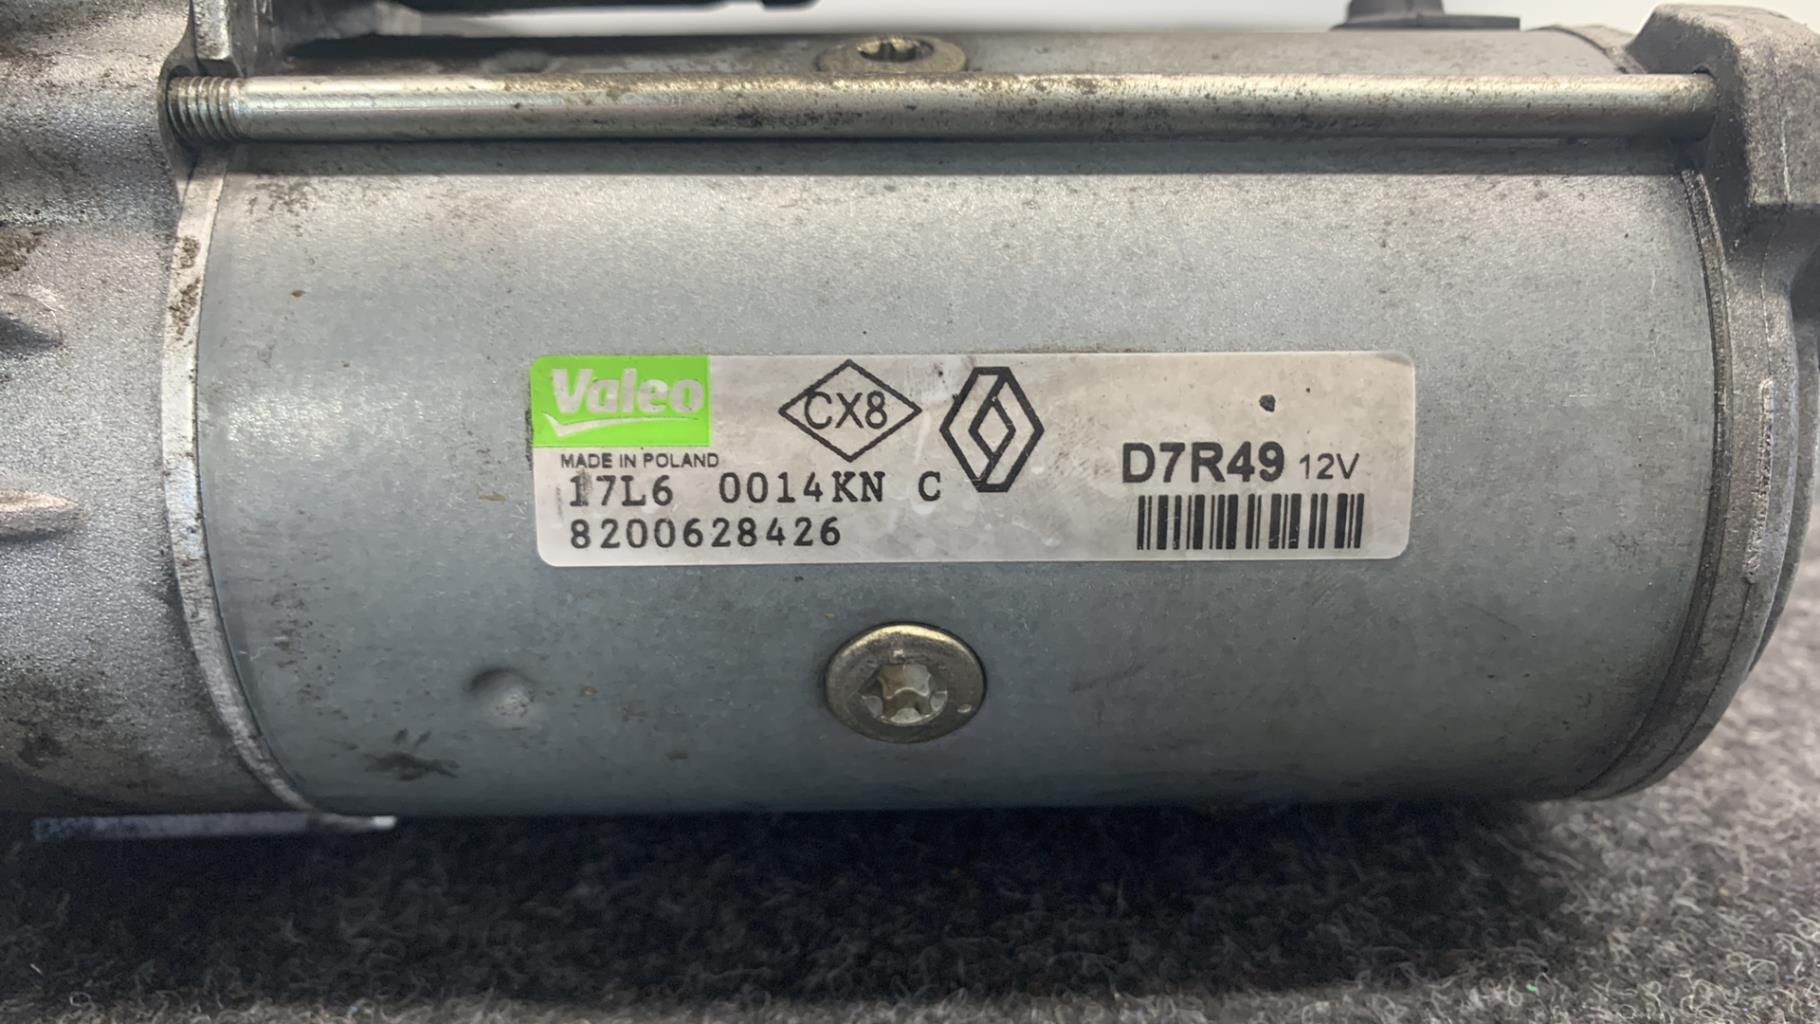 Valeo
CX8
MADE IN POLAND
D7R49 12V
17L6 0014KN C
8200628426